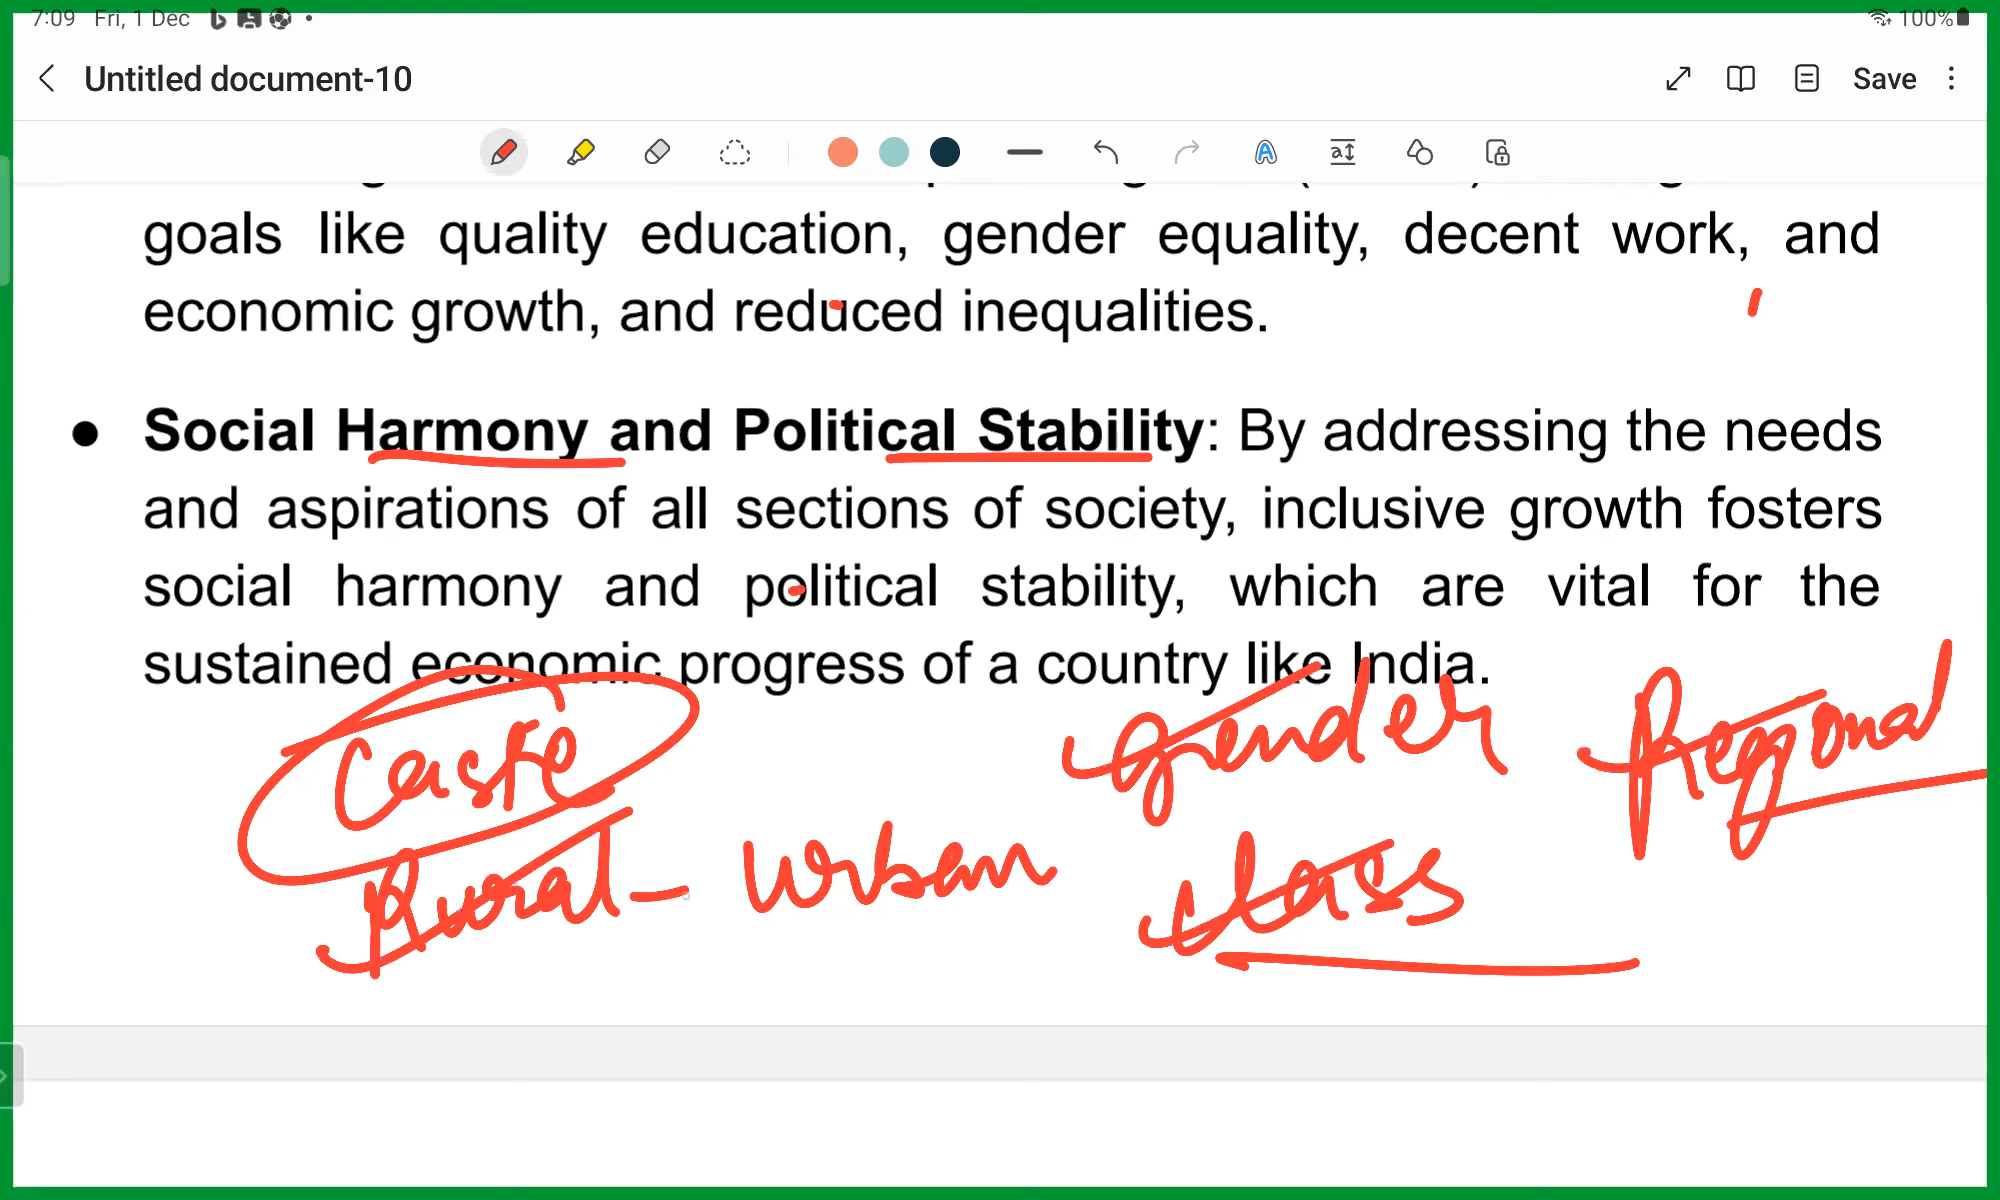 7:09 Fri, 1 Dec
100%
Untitled document-10
Save
goals like quality education, gender equality, decent work, and
economic growth, and reduced inequalities.
● Social Harmony and Political Stability: By addressing the needs
and aspirations of all sections of society, inclusive growth fosters
social harmony and political stability, which are vital for the
sustained economic progress of a country like India.
Caste gender Regional
Rural - urban class